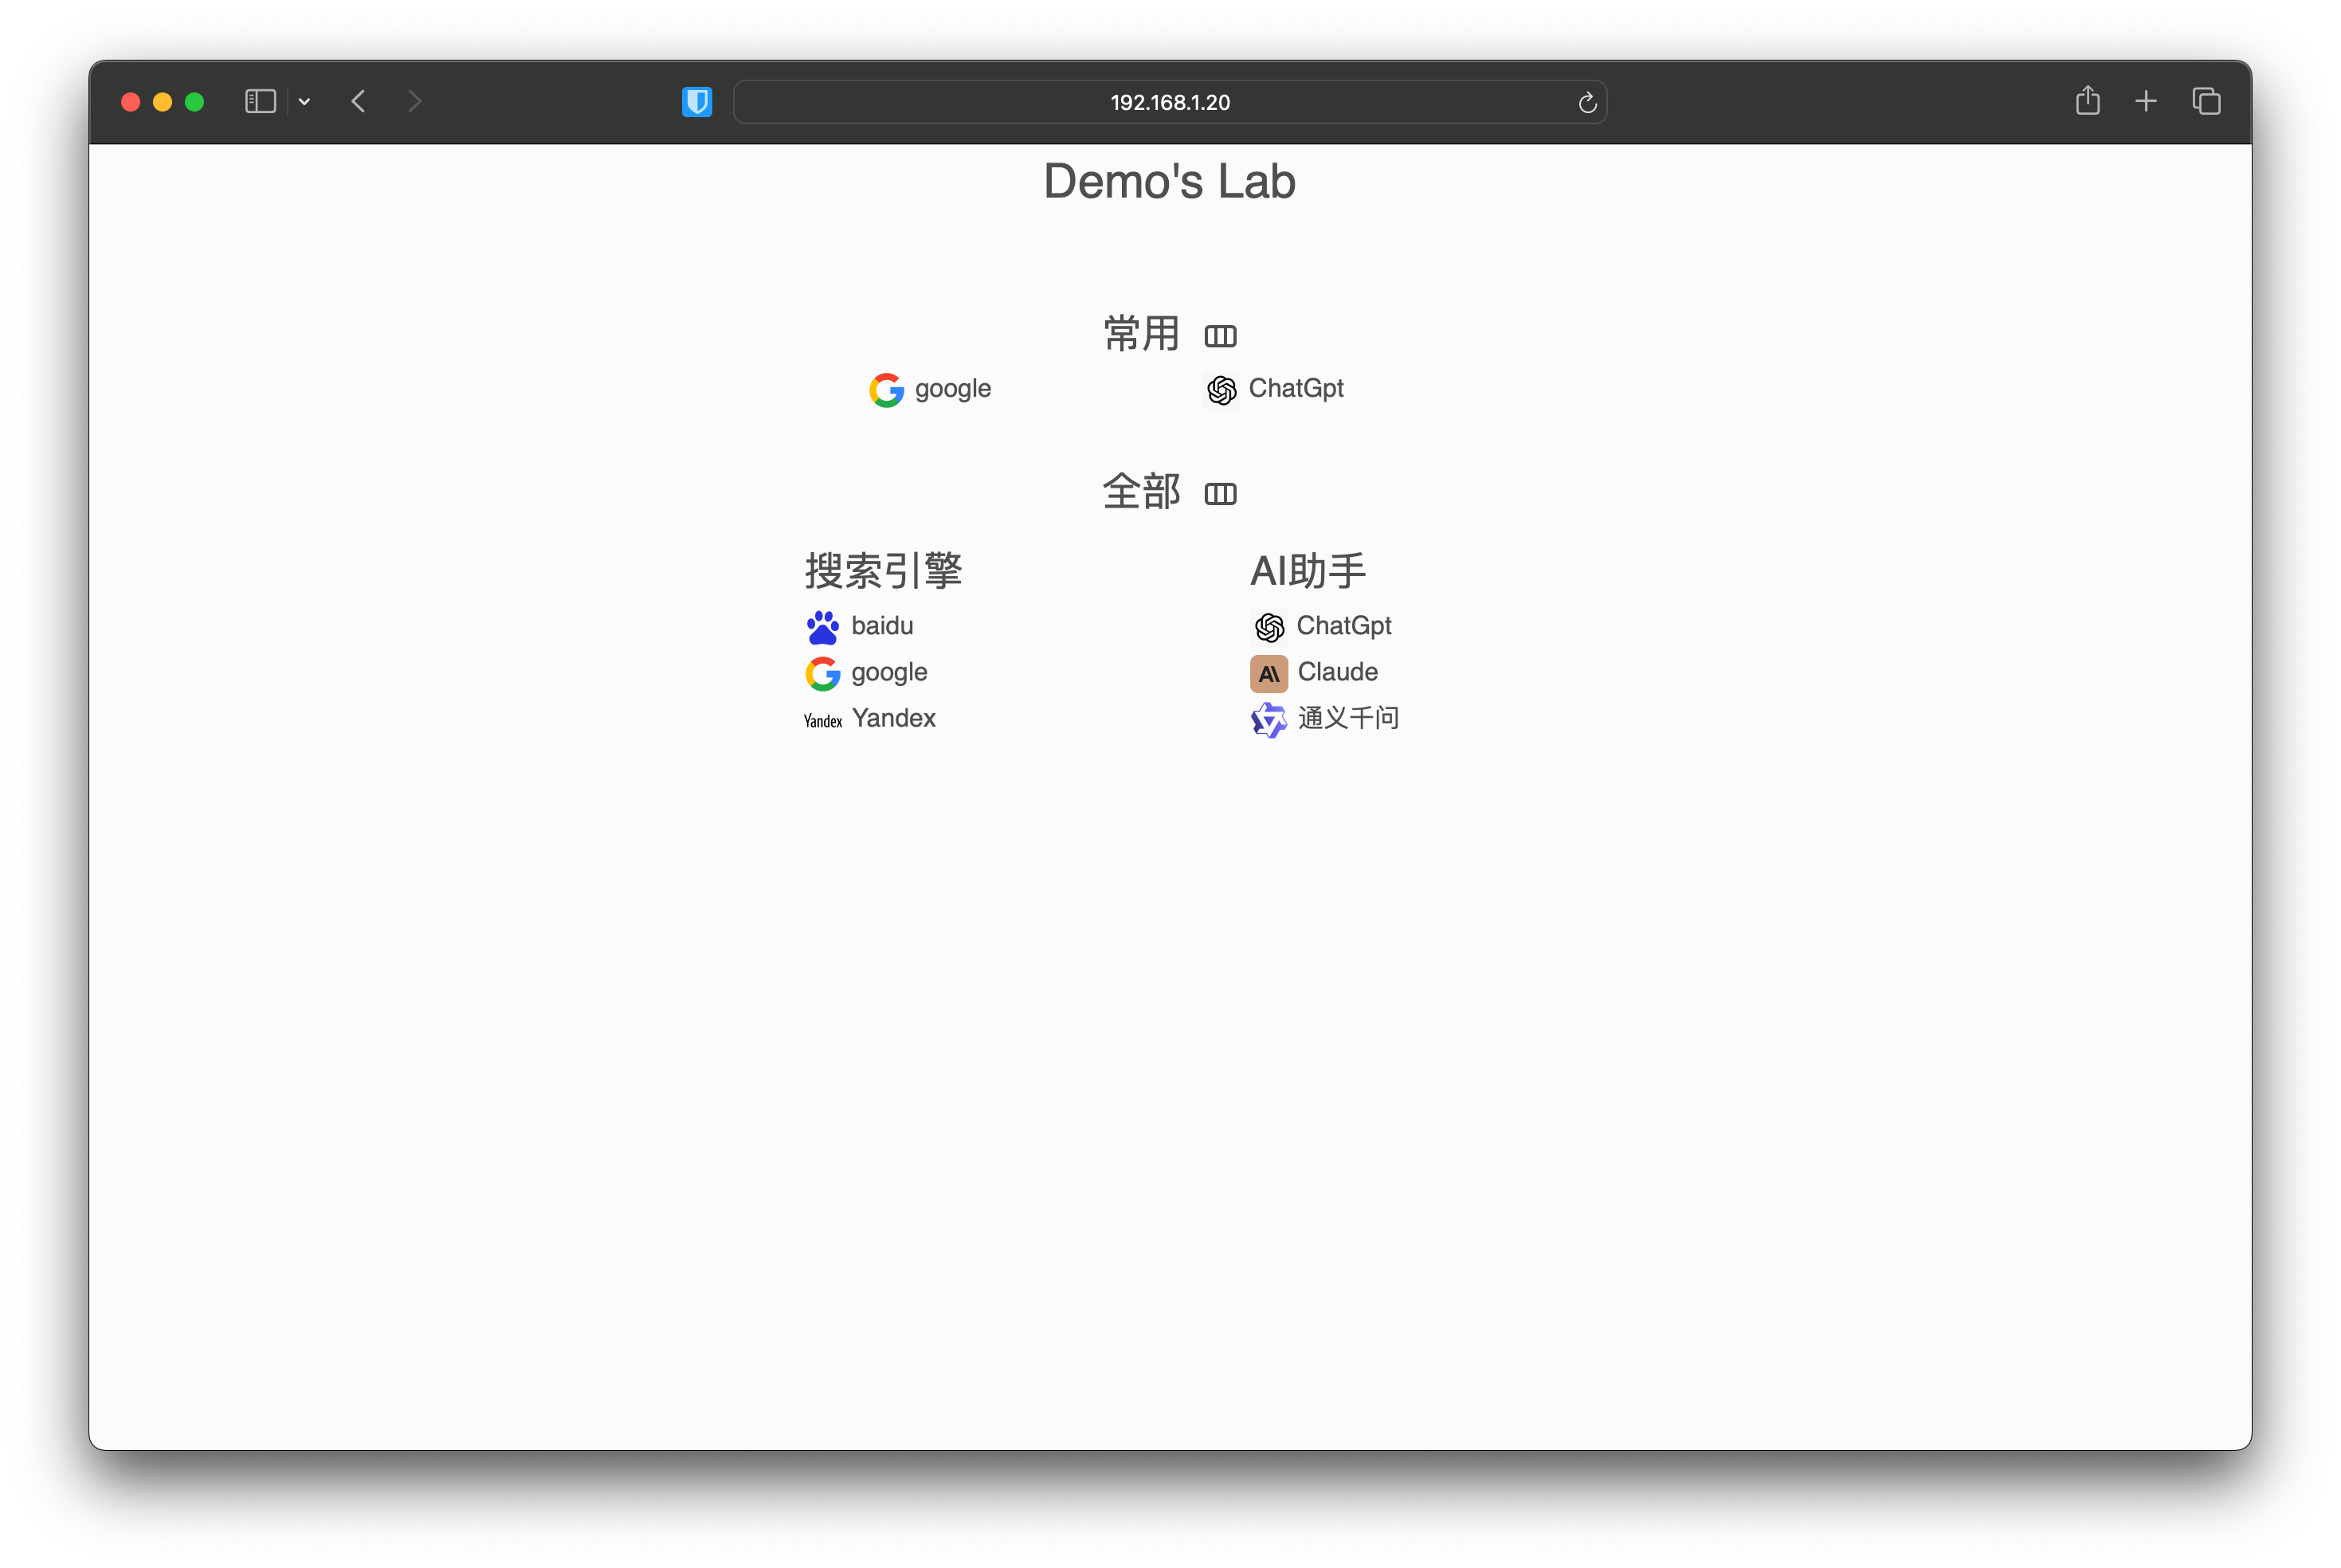 192.168.1.20
Demo's Lab
常用
google
ChatGpt
全部
搜索引擎
baidu
google
Yandex Yandex
AI助手
ChatGpt
Claude
通义千问